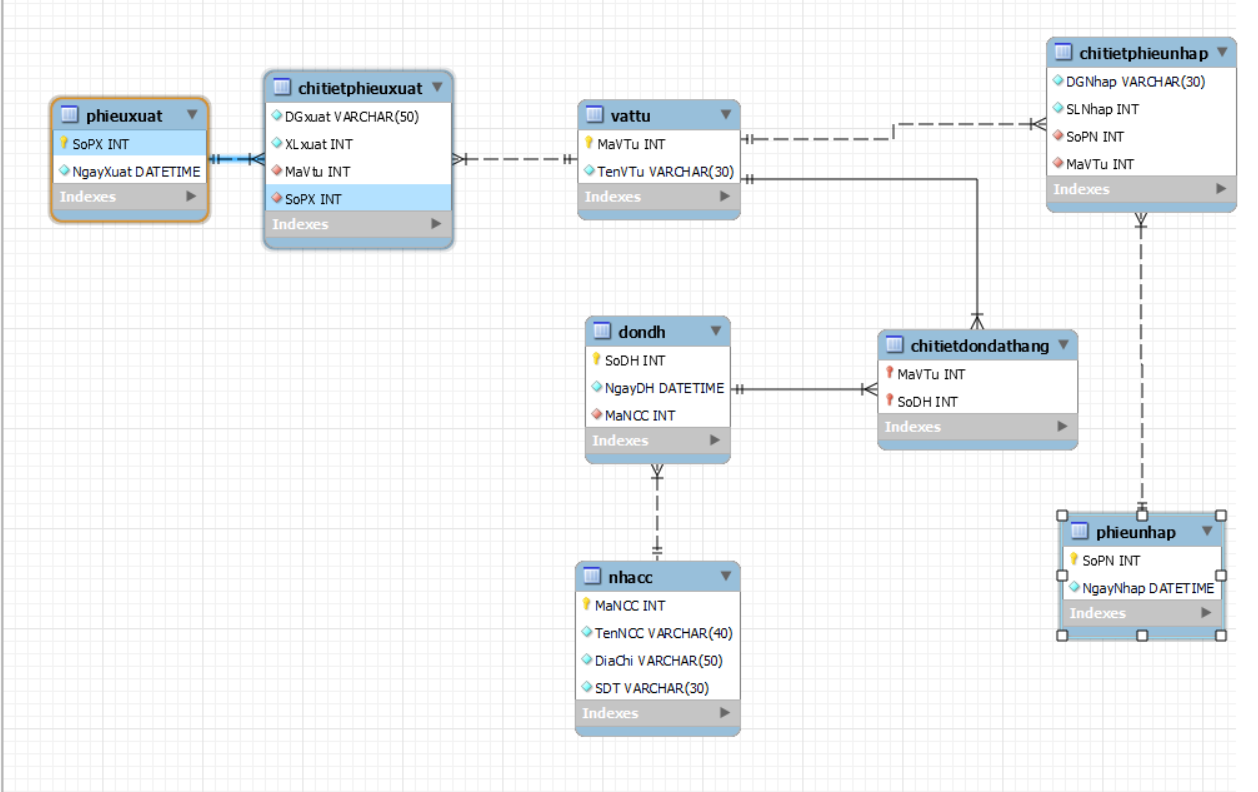 phieuxuat
SoPX INT
NgayXuat DATETIME
Indexes
chitietphieuxuat
DGxuat VARCHAR(50)
XLxuat INT
MaVtu INT
SoPX INT
Indexes
vattu
MaVTu INT
TenVTu VARCHAR(30)
Indexes
chitietphieunhap
DGNhap VARCHAR(30)
SLNhap INT
SoPN INT
MaVTu INT
Indexes
dondh
SoDH INT
NgayDH DATETIME
MaNCC INT
Indexes
chitietdondathang
MaVTu INT
SoDH INT
Indexes
nhacc
MaNCC INT
TenNCC VARCHAR(40)
DiaChi VARCHAR(50)
SDT VARCHAR(30)
Indexes
phieunhap
SoPN INT
NgayNhap DATETIME
Indexes